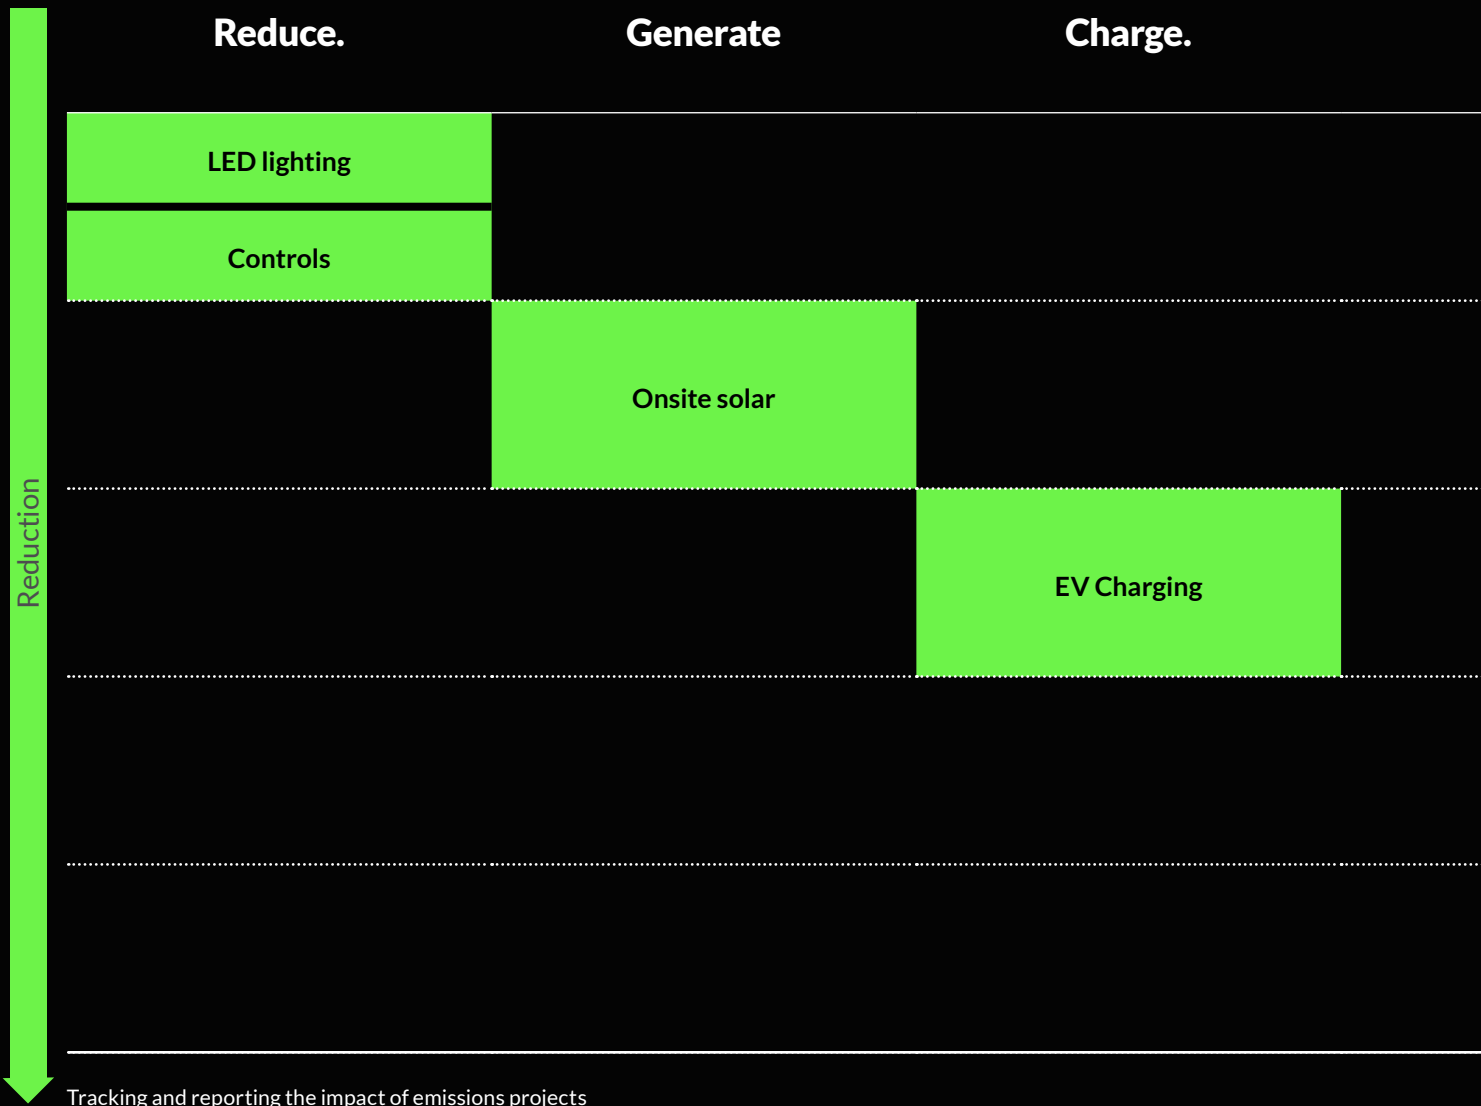 Reduce.
Generate
Charge.
LED lighting
Controls
Onsite solar
EV Charging
Reduction
Tracking and reporting the impact of emissions projects